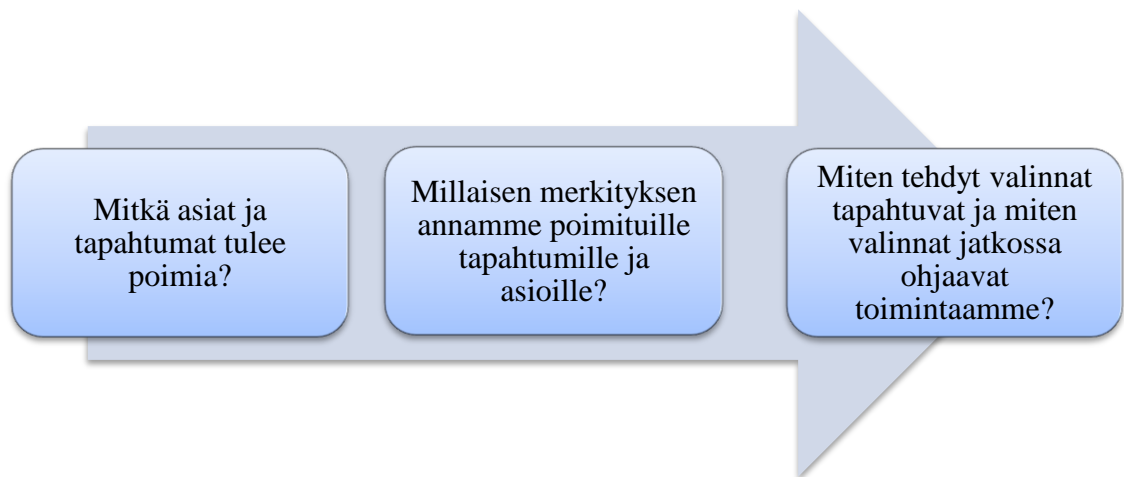 Mitkä asiat ja
tapahtumat tulee
poimia?
Millaisen merkityksen
annamme poimituille
tapahtumille ja
asioille?
Miten tehdyt valinnat
tapahtuvat ja miten
valinnat jatkossa
ohjaavat
toimintaamme?